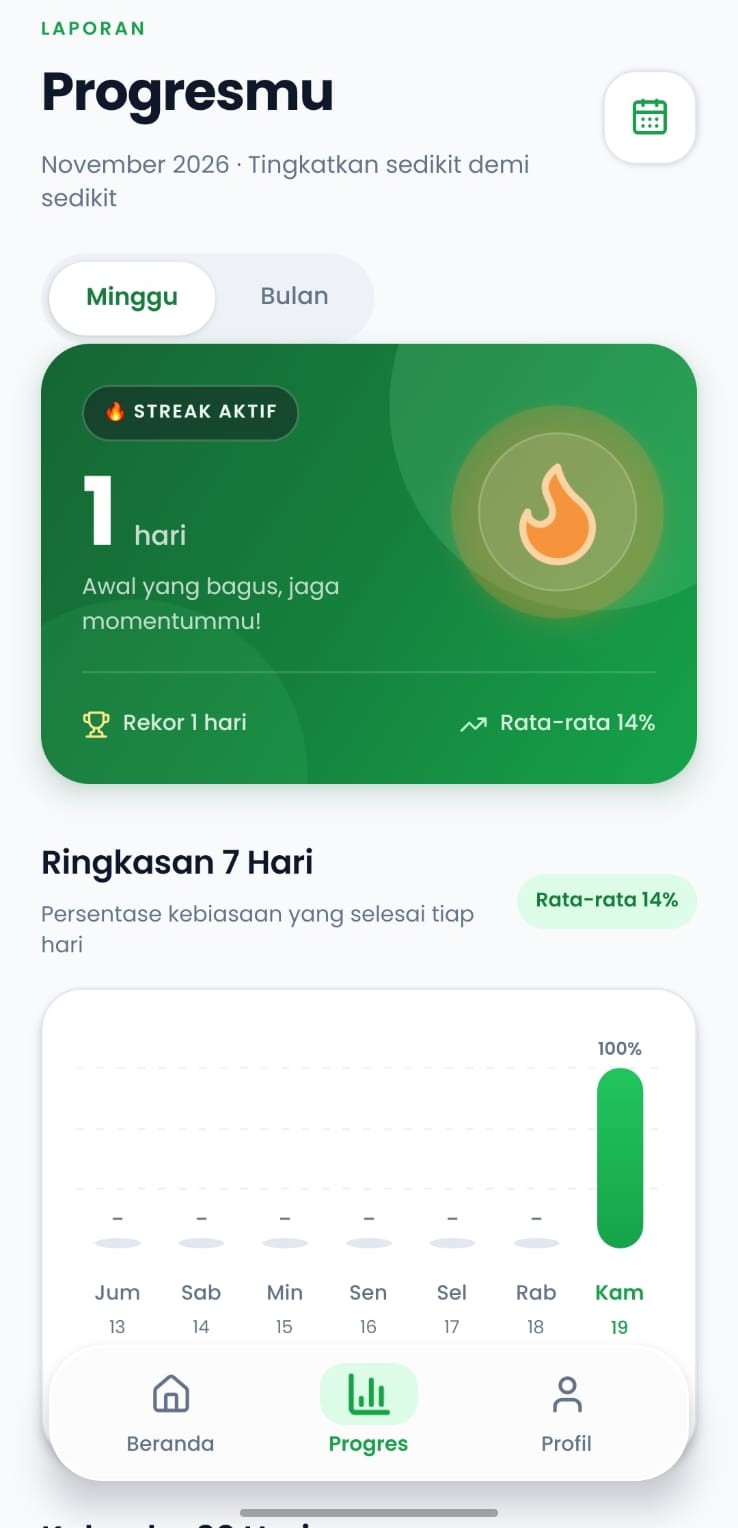 LAPORAN
Progresmu
November 2026 · Tingkatkan sedikit demi
sedikit
Minggu
Bulan
🔥 STREAK AKTIF
1 hari
Awal yang bagus, jaga
momentummu!
Rekor 1 hari
Rata-rata 14%
Ringkasan 7 Hari
Persentase kebiasaan yang selesai tiap
hari
Rata-rata 14%
100%
– – – – – –
Jum Sab Min Sen Sel Rab Kam
13 14 15 16 17 18 19
Beranda
Progres
Profil